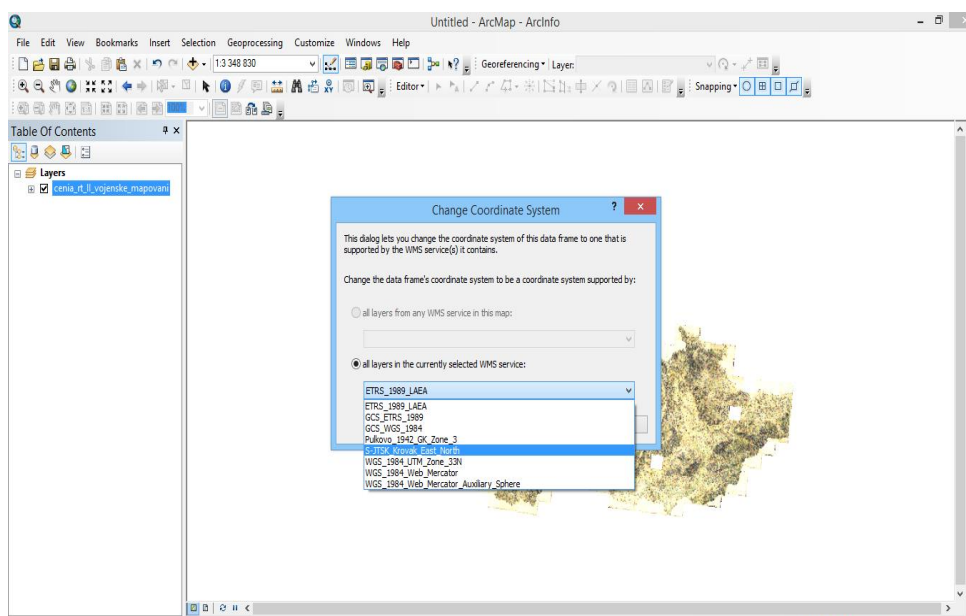 Untitled - ArcMap - ArcInfo
File Edit View Bookmarks Insert Selection Geoprocessing Customize Windows Help
1:3 348 830
Georeferencing Layer:
Editor Snapping
100%
Table Of Contents
Layers
cenia_rt_II_vojenske_mapovani
Change Coordinate System
This dialog lets you change the coordinate system of this data frame to one that is
supported by the WMS service(s) it contains.
Change the data frame's coordinate system to be a coordinate system supported by:
all layers from any WMS service in this map:
all layers in the currently selected WMS service:
ETRS_1989_LAEA
ETRS_1989_LAEA
GCS_ETRS_1989
GCS_WGS_1984
Pulkovo_1942_GK_Zone_3
S-JTSK_Krovak_East_North
WGS_1984_UTM_Zone_33N
WGS_1984_Web_Mercator
WGS_1984_Web_Mercator_Auxiliary_Sphere